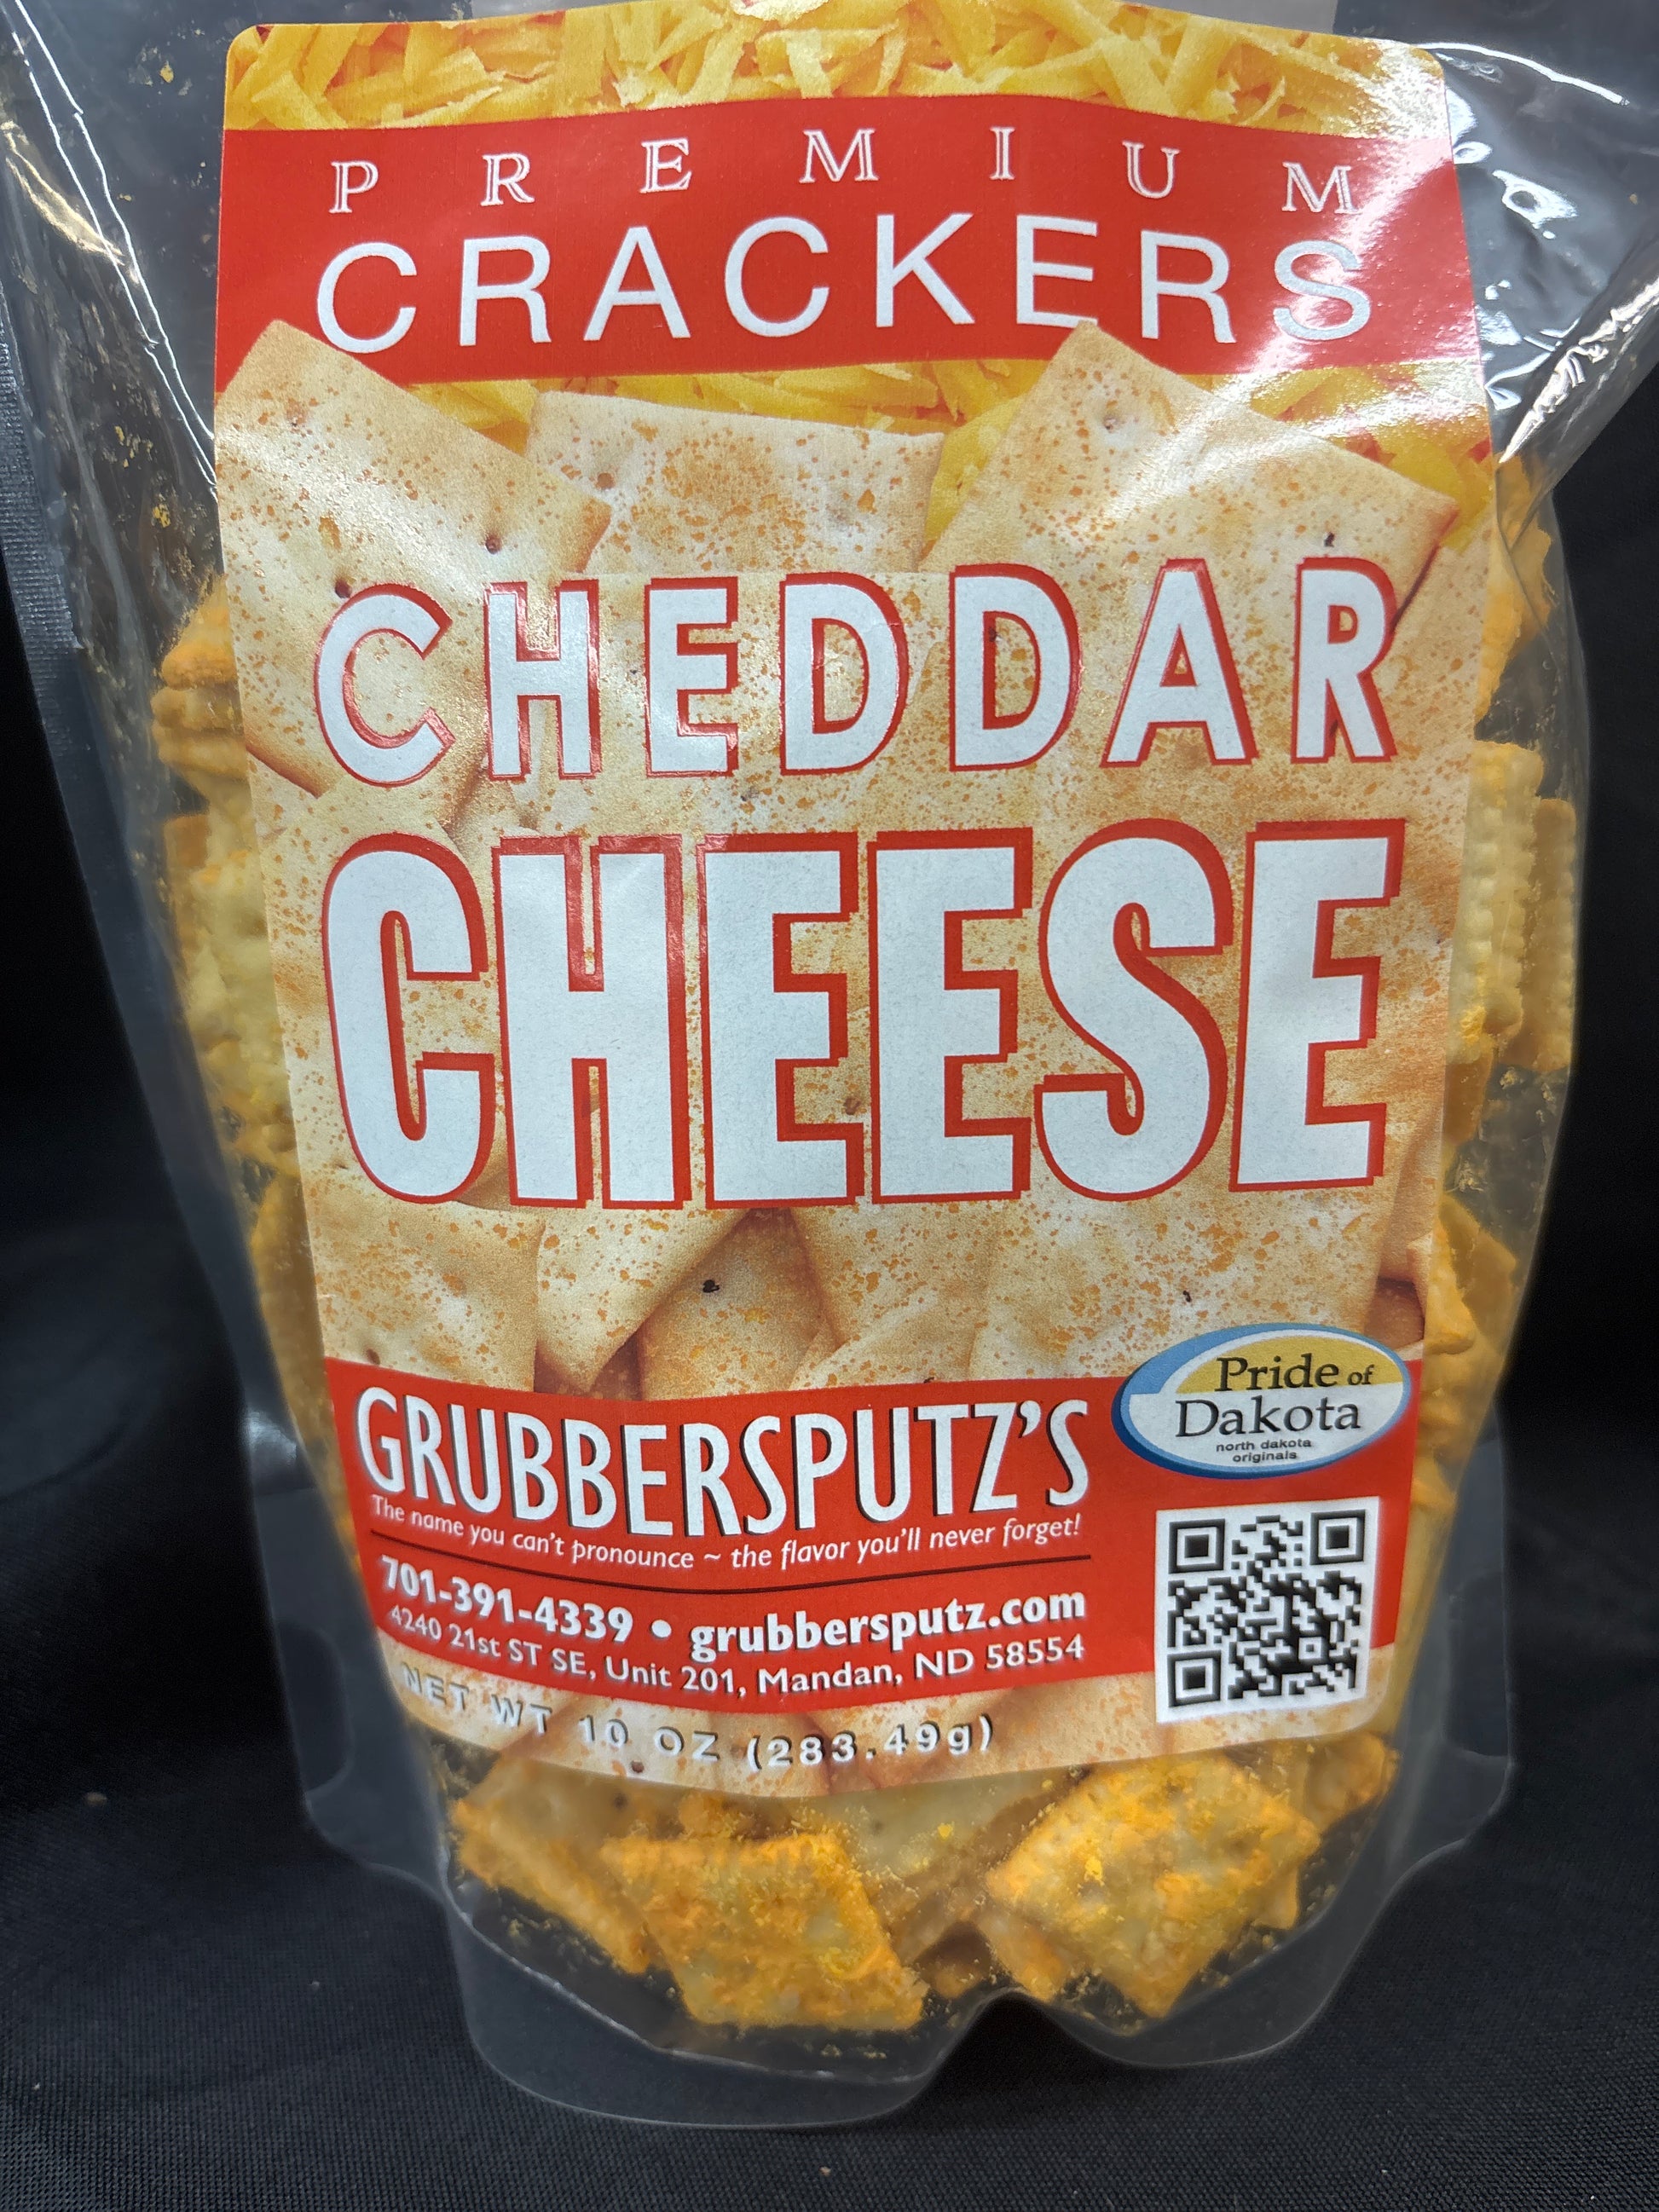 PREMIUM
CRACKERS
CHEDDAR
CHEESE
GRUBBERSPUTZ'S
The name you can't pronounce ~ the flavor you'll never forget!
701-391-4339 • grubbersputz.com
4240 21st ST SE, Unit 201, Mandan, ND 58554
NET WT 10 OZ (283.49g)
Pride of
Dakota
north dakota
originals